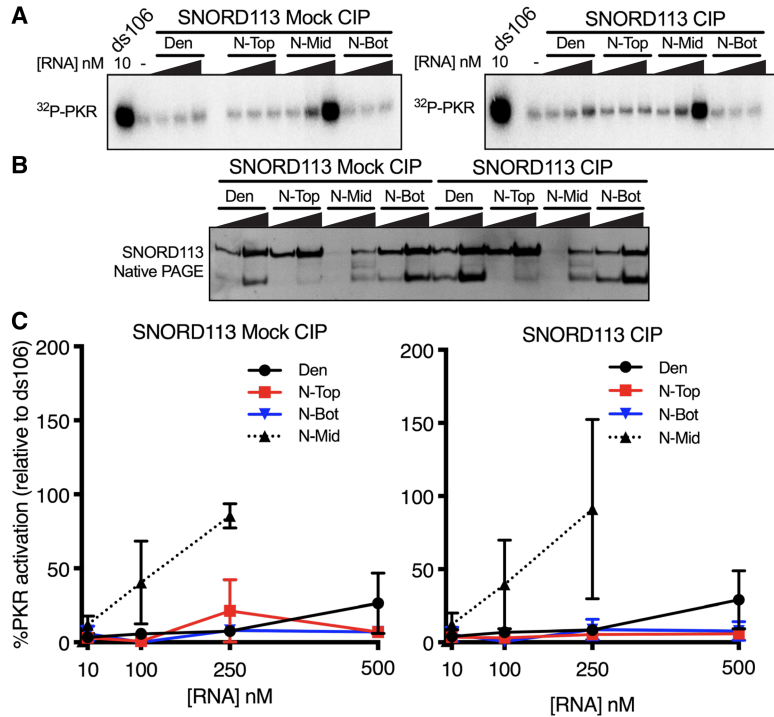 A
ds106
SNORD113 Mock CIP
Den N-Top N-Mid N-Bot
[RNA] nM 10 -
32P-PKR
ds106
SNORD113 CIP
Den N-Top N-Mid N-Bot
[RNA] nM 10 -
32P-PKR
B
SNORD113 Mock CIP SNORD113 CIP
Den N-Top N-Mid N-Bot Den N-Top N-Mid N-Bot
SNORD113
Native PAGE
C
%PKR activation (relative to ds106)
SNORD113 Mock CIP
200
150
100
50
0
10 100 250 500
[RNA] nM
Den
N-Top
N-Bot
N-Mid
SNORD113 CIP
200
150
100
50
0
10 100 250 500
[RNA] nM
Den
N-Top
N-Bot
N-Mid